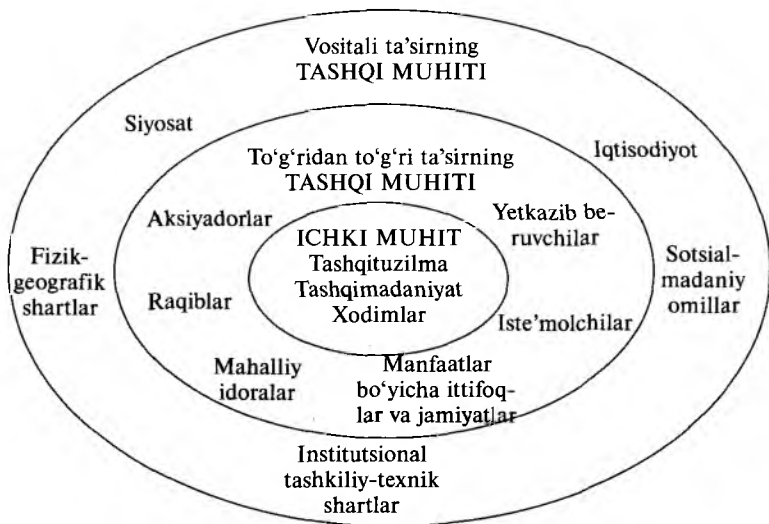 Vositali ta'sirning
TASHQI MUHITI
Siyosat
Iqtisodiyot
To‘g‘ridan to‘g‘ri ta'sirning
TASHQI MUHITI
Aksiyadorlar
Yetkazib be-
ruvchilar
ICHKI MUHIT
Tashqituzilma
Tashqimadaniyat
Xodimlar
Fizik-
geografik
shartlar
Sotsial-
madaniy
omillar
Raqiblar
Iste’molchilar
Mahalliy
idoralar
Manfaatlar
bo‘yicha ittifoq-
lar va jamiyatlar
Institutsional
tashkiliy-texnik
shartlar